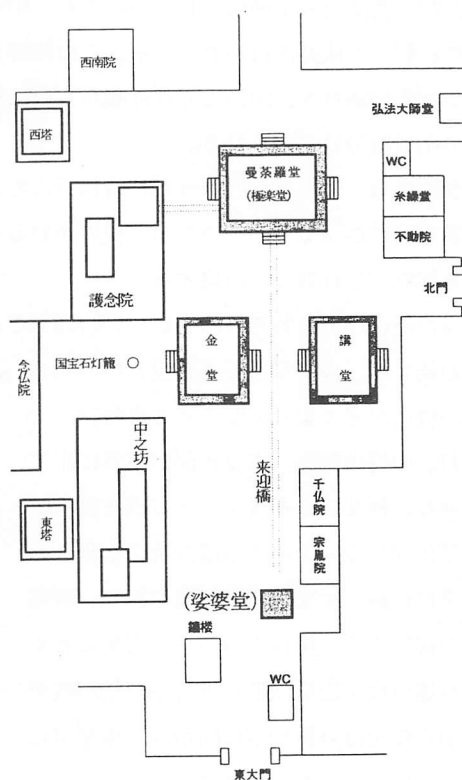 西南院
弘法大師堂
西塔
WC
曼荼羅堂
(極楽堂)
糸繰堂
不動院
護念院
北門
金堂
講堂
国宝石灯籠
念仏院
中之坊
来迎橋
千仏院
東塔
宗胤院
(娑婆堂)
鐘楼
WC
東大門